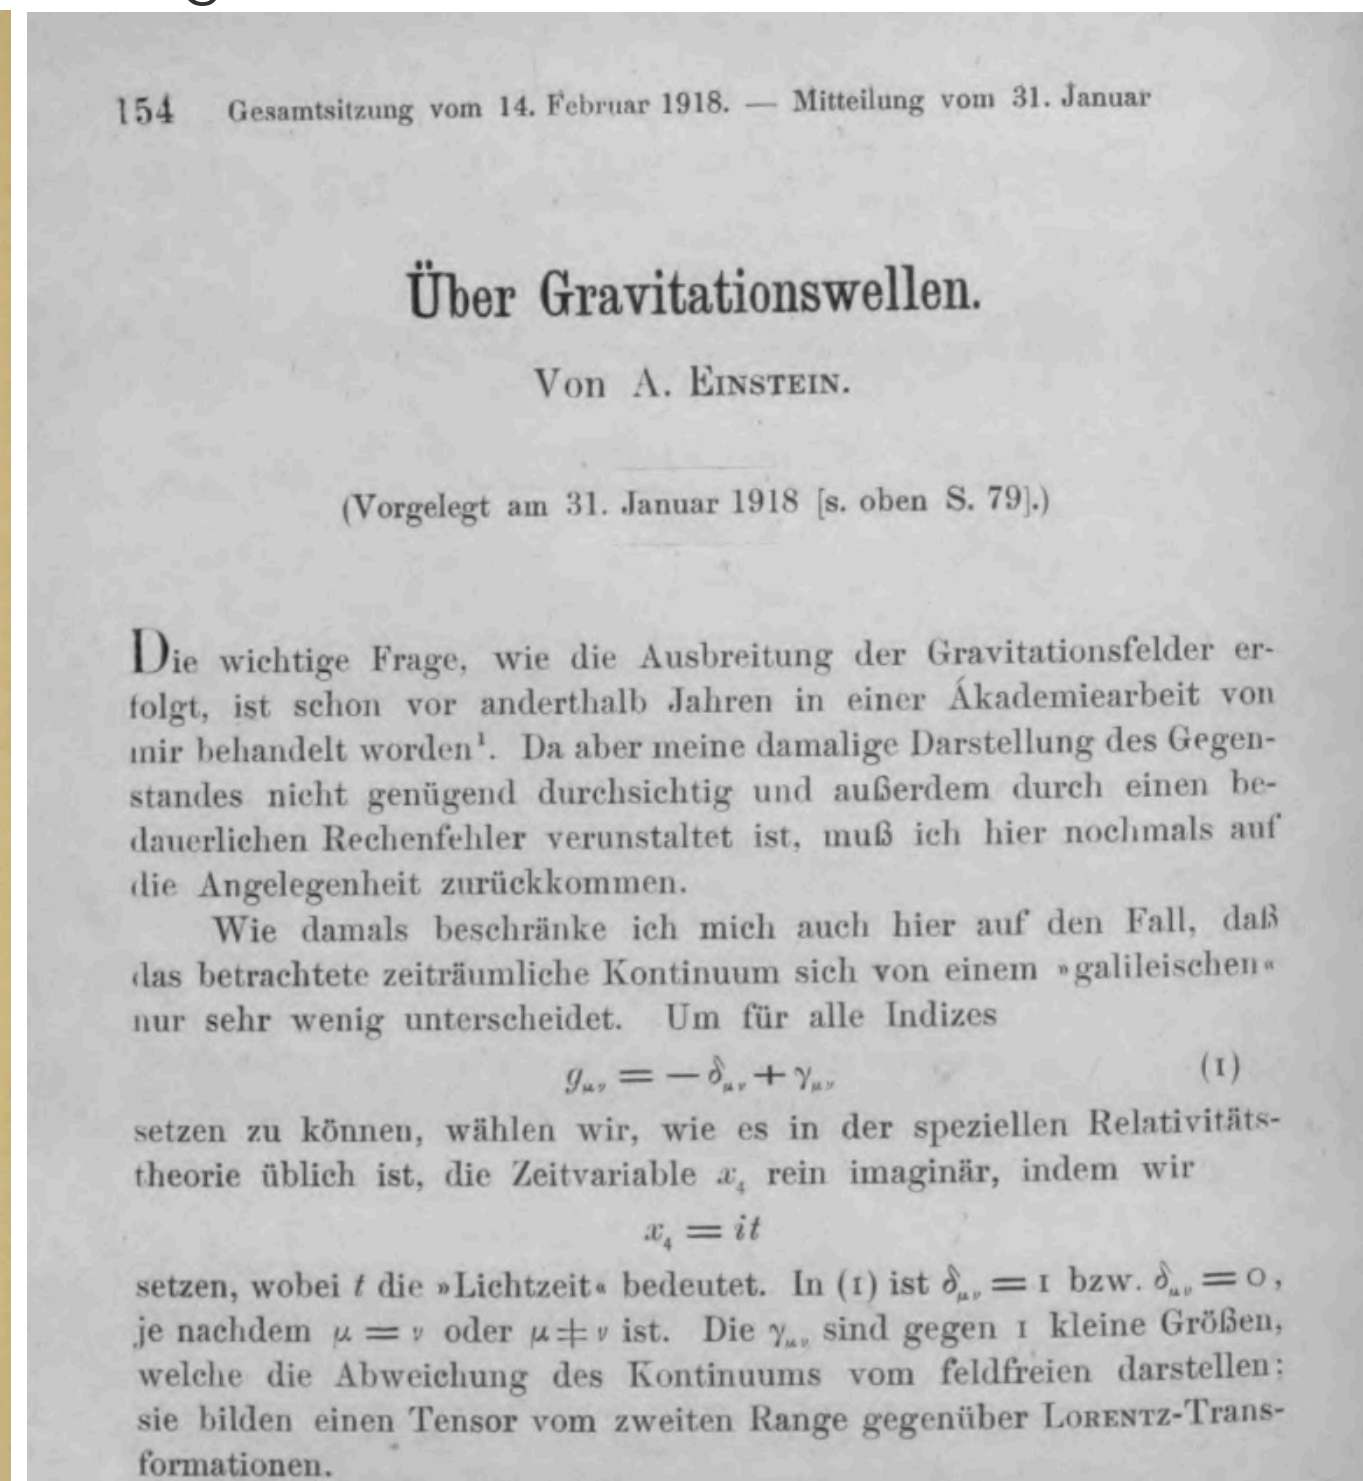 154 Gesamtsitzung vom 14. Februar 1918. — Mitteilung vom 31. Januar
Über Gravitationswellen.
Von A. EINSTEIN.
(Vorgelegt am 31. Januar 1918 [s. oben S. 79].)
Die wichtige Frage, wie die Ausbreitung der Gravitationsfelder er-
folgt, ist schon vor anderthalb Jahren in einer Akademiearbeit von
mir behandelt worden¹. Da aber meine damalige Darstellung des Gegen-
standes nicht genügend durchsichtig und außerdem durch einen be-
dauerlichen Rechenfehler verunstaltet ist, muß ich hier nochmals auf
die Angelegenheit zurückkommen.
Wie damals beschränke ich mich auch hier auf den Fall, daß
das betrachtete zeiträumliche Kontinuum sich von einem »galileischen«
nur sehr wenig unterscheidet. Um für alle Indizes
g_μν = — δ_μν + γ_μν (1)
setzen zu können, wählen wir, wie es in der speziellen Relativitäts-
theorie üblich ist, die Zeitvariable x₄ rein imaginär, indem wir
x₄ = it
setzen, wobei t die »Lichtzeit« bedeutet. In (1) ist δ_μν = 1 bzw. δ_μν = 0,
je nachdem μ = ν oder μ ≠ ν ist. Die γ_μν sind gegen 1 kleine Größen,
welche die Abweichung des Kontinuums vom feldfreien darstellen;
sie bilden einen Tensor vom zweiten Range gegenüber LORENTZ-Trans-
formationen.